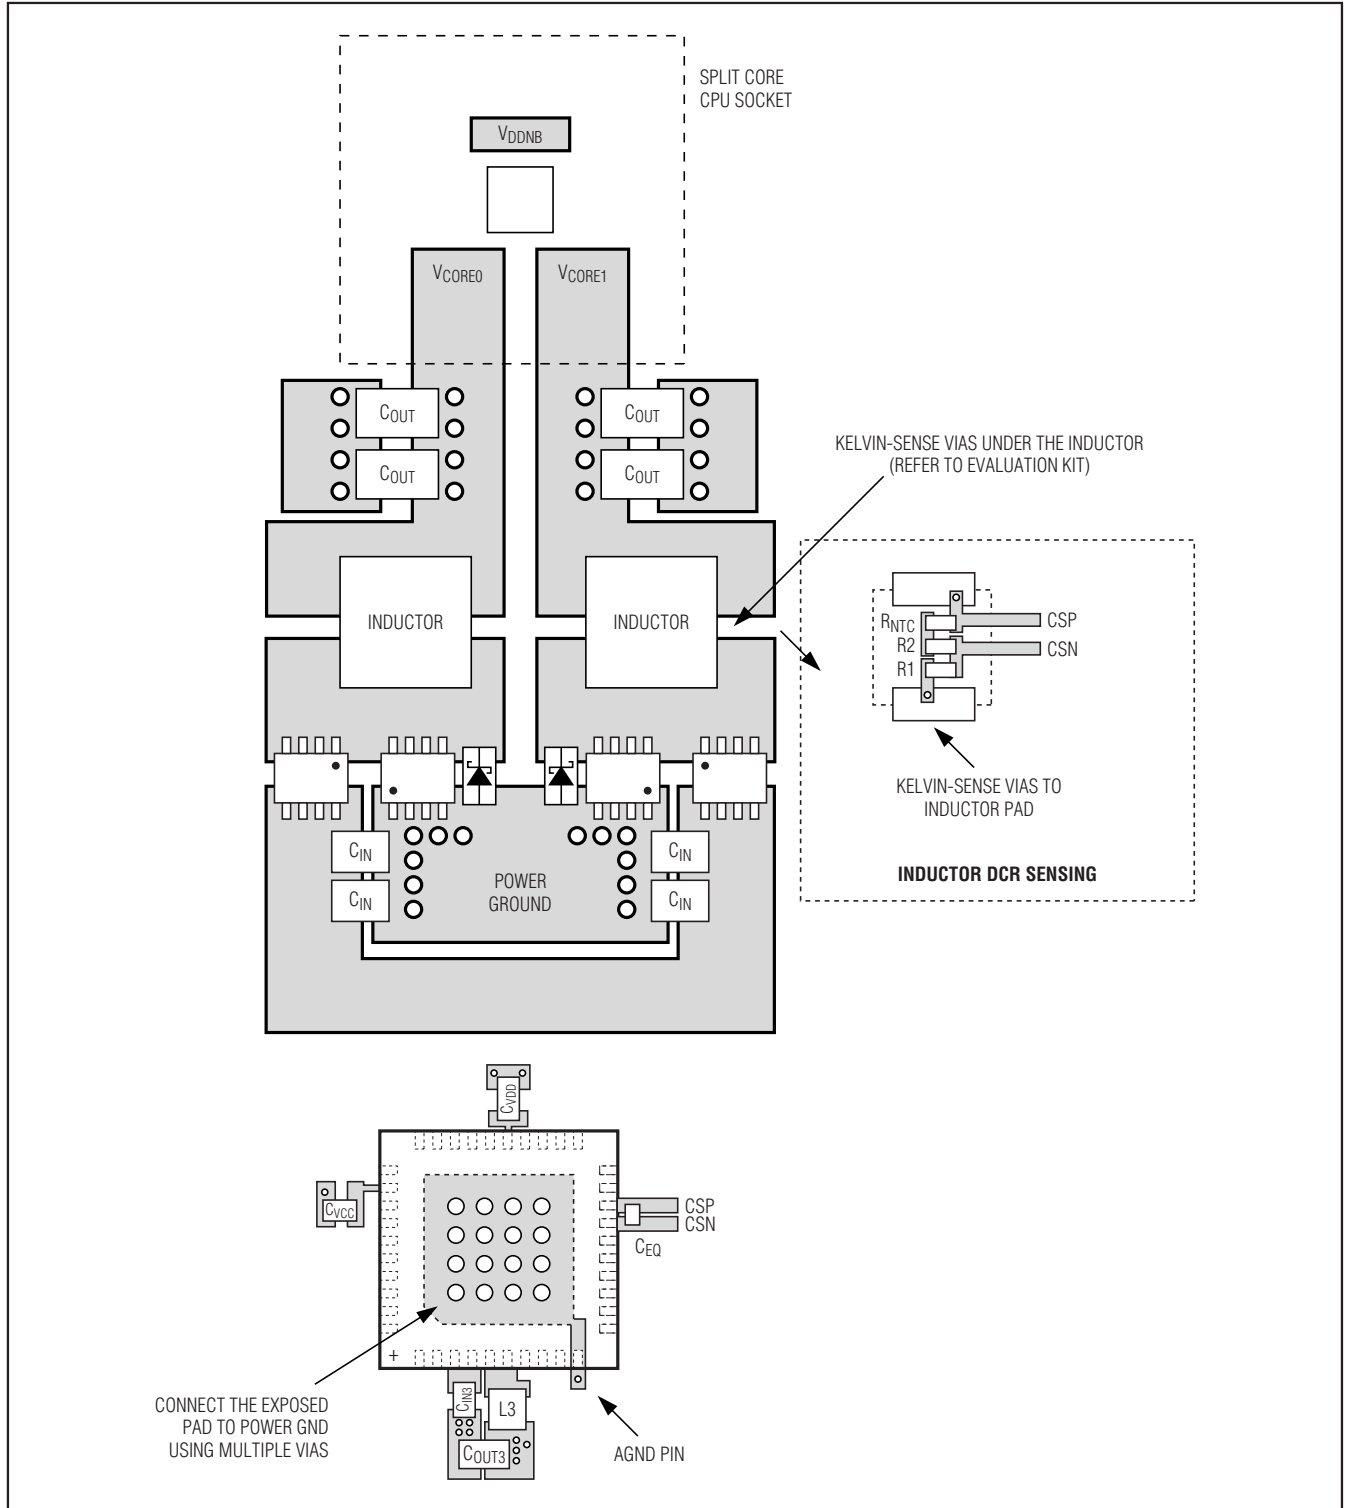 SPLIT CORE
CPU SOCKET
VDDNB
VCORE0
VCORE1
COUT
COUT
COUT
COUT
KELVIN-SENSE VIAS UNDER THE INDUCTOR
(REFER TO EVALUATION KIT)
INDUCTOR
INDUCTOR
RNTC
R2
R1
CSP
CSN
KELVIN-SENSE VIAS TO
INDUCTOR PAD
INDUCTOR DCR SENSING
CIN
CIN
CIN
CIN
POWER
GROUND
CVDD
CVCC
CSP
CSN
CEQ
+
CIN3
L3
COUT3
AGND PIN
CONNECT THE EXPOSED
PAD TO POWER GND
USING MULTIPLE VIAS